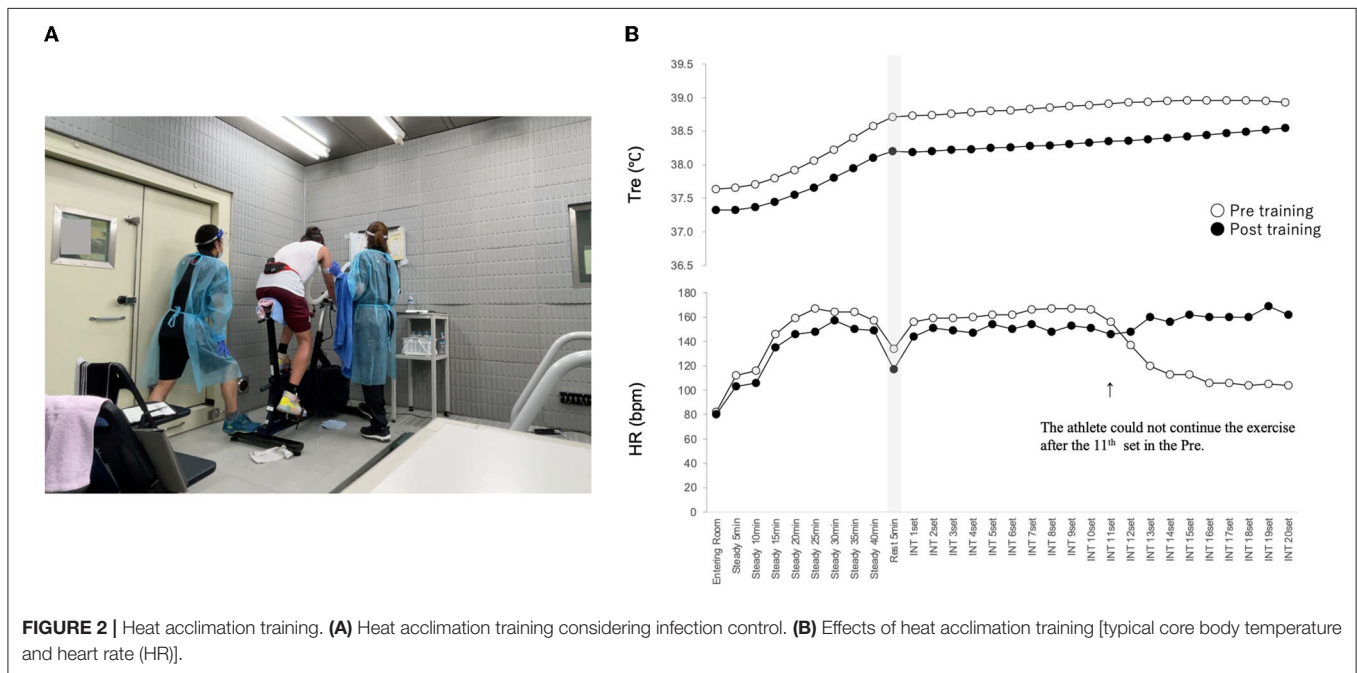 A
B
39.5
39.0
38.5
38.0
37.5
37.0
36.5
Tre (℃)
○ Pre training
● Post training
180
160
140
120
100
80
60
40
20
0
HR (bpm)
↑
The athlete could not continue the exercise
after the 11th set in the Pre.
Entering Room
Steady 5min
Steady 10min
Steady 15min
Steady 20min
Steady 25min
Steady 30min
Steady 35min
Steady 40min
Rest 5min
INT 1set
INT 2set
INT 3set
INT 4set
INT 5set
INT 6set
INT 7set
INT 8set
INT 9set
INT 10set
INT 11set
INT 12set
INT 13set
INT 14set
INT 15set
INT 16set
INT 17set
INT 18set
INT 19set
INT 20set
FIGURE 2 | Heat acclimation training. (A) Heat acclimation training considering infection control. (B) Effects of heat acclimation training [typical core body temperature
and heart rate (HR)].